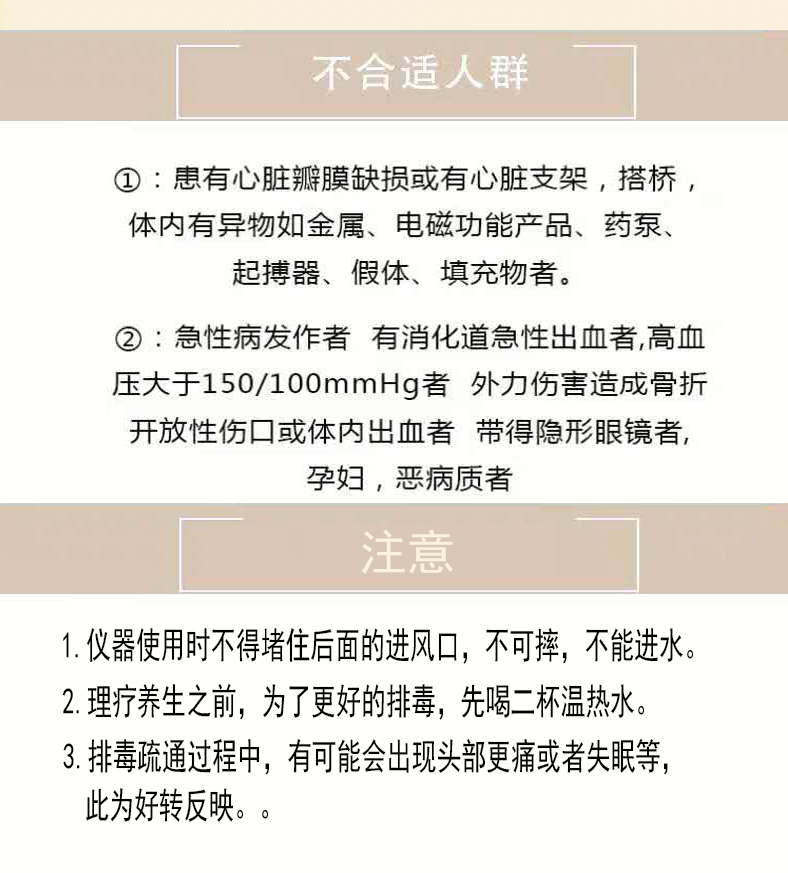 不合适人群
①：患有心脏瓣膜缺损或有心脏支架，搭桥，
体内有异物如金属、电磁功能产品、药泵、
起搏器、假体、填充物者。
②：急性病发作者 有消化道急性出血者,高血
压大于150/100mmHg者 外力伤害造成骨折
开放性伤口或体内出血者 带得隐形眼镜者,
孕妇，恶病质者
注意
1. 仪器使用时不得堵住后面的进风口，不可摔，不能进水。
2. 理疗养生之前，为了更好的排毒，先喝二杯温热水。
3. 排毒疏通过程中，有可能会出现头部更痛或者失眠等，
此为好转反映。。